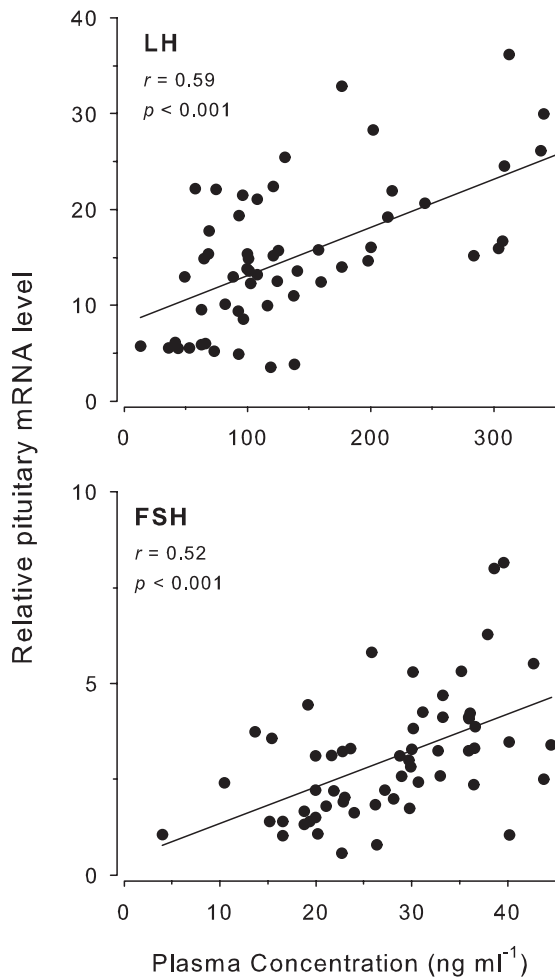 Relative pituitary mRNA level
40
LH
r = 0.59
p < 0.001
30
20
10
0
0 100 200 300
10
FSH
r = 0.52
p < 0.001
5
0
0 10 20 30 40
Plasma Concentration (ng ml⁻¹)